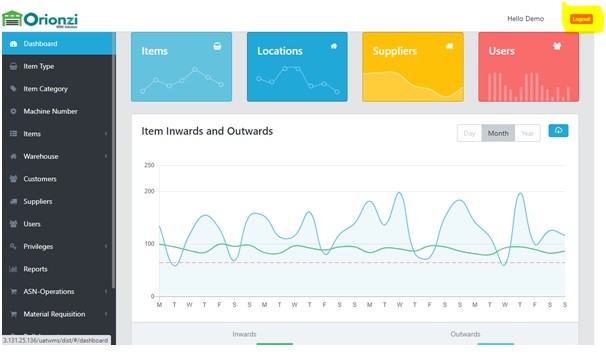 Orionzi
WMS Solutions
Hello Demo
Logout
Dashboard
Item Type
Item Category
Machine Number
Items
Warehouse
Customers
Suppliers
Users
Privileges
Reports
ASN-Operations
Material Requisition
3.131.25.136/uatwms/dist/#/dashboard
Items
Locations
Suppliers
Users
Item Inwards and Outwards
Day Month Year
250
200
100
0
M T W T F S S M T W T F S S M T W T F S S M T W T F S S
Inwards Outwards